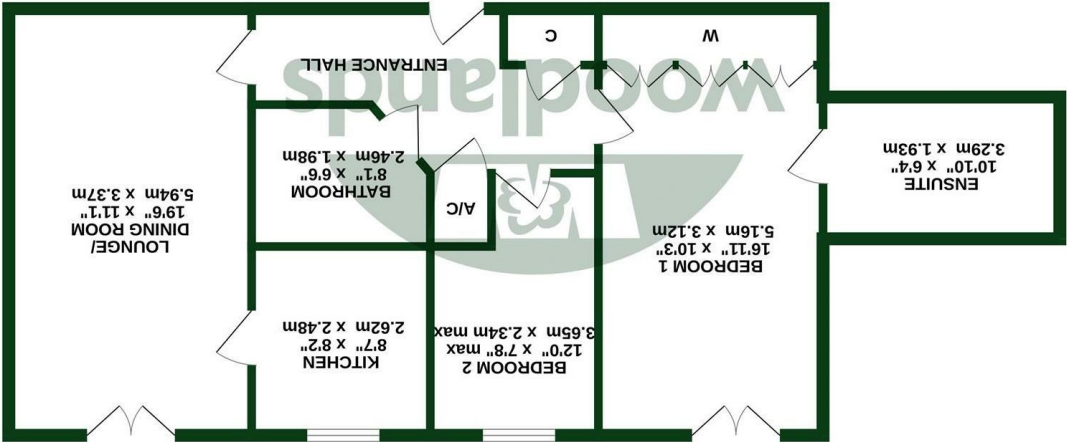 BEDROOM 2
12'0" x 7'8" max
3.65m x 2.34m max
KITCHEN
8'7" x 8'2"
2.62m x 2.48m
BEDROOM 1
16'11" x 10'3"
5.16m x 3.12m
LOUNGE/
DINING ROOM
19'6" x 11'1"
5.94m x 3.37m
ENSUITE
10'10" x 6'4"
3.29m x 1.93m
A/C
BATHROOM
8'1" x 6'6"
2.46m x 1.98m
woodlands
ENTRANCE HALL
W
C